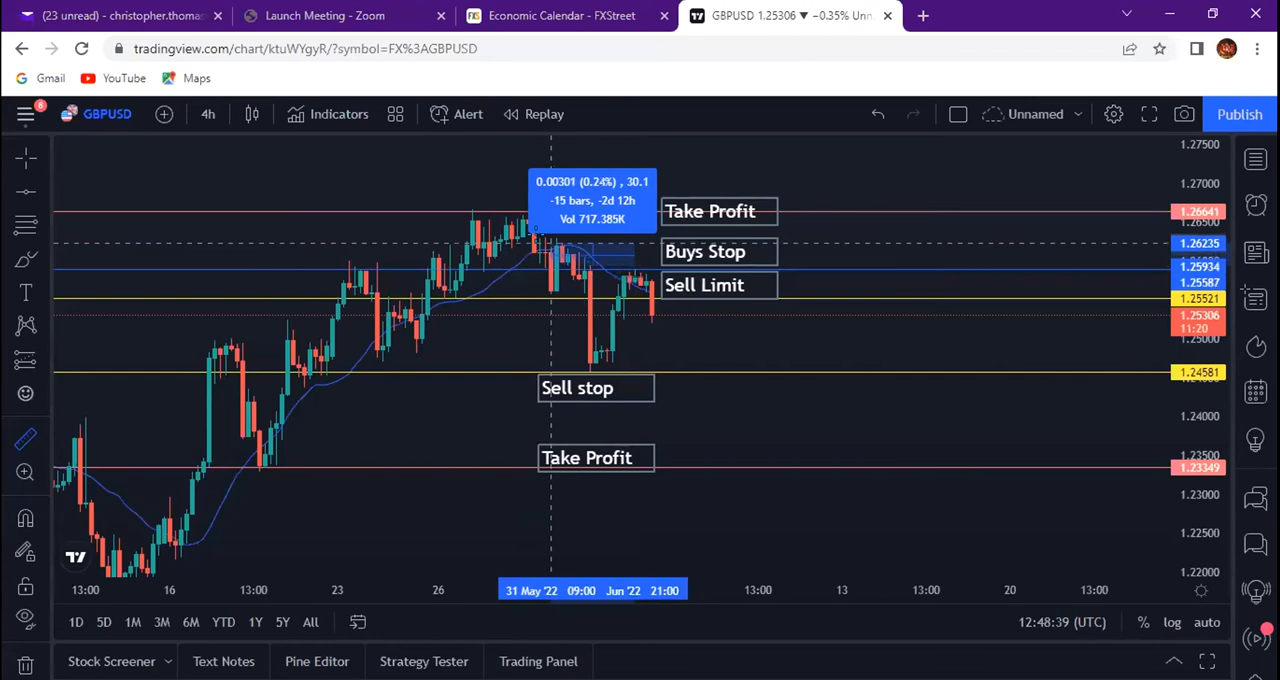 (23 unread) - christopher.thomas
Launch Meeting - Zoom
Economic Calendar - FXStreet
GBPUSD 1.25306 ▼ −0.35% Unn
tradingview.com/chart/ktuWYgyR/?symbol=FX%3AGBPUSD
Gmail YouTube Maps
8
GBPUSD 4h Indicators Alert Replay Unnamed Publish
1.27500
0.00301 (0.24%) , 30.1
-15 bars, -2d 12h
Vol 717.385K
1.27000
Take Profit
1.26641
1.26235
Buys Stop
1.25934
1.25587
Sell Limit
1.25521
1.25306
11:20
1.25000
1.24581
Sell stop
1.24000
Take Profit
1.23500
1.23349
1.23000
1.22500
1.22000
13:00 16 13:00 23 26 31 May '22 09:00 Jun '22 21:00 13:00 13 13:00 20 13:00
1D 5D 1M 3M 6M YTD 1Y 5Y All 12:48:39 (UTC) % log auto
Stock Screener Text Notes Pine Editor Strategy Tester Trading Panel